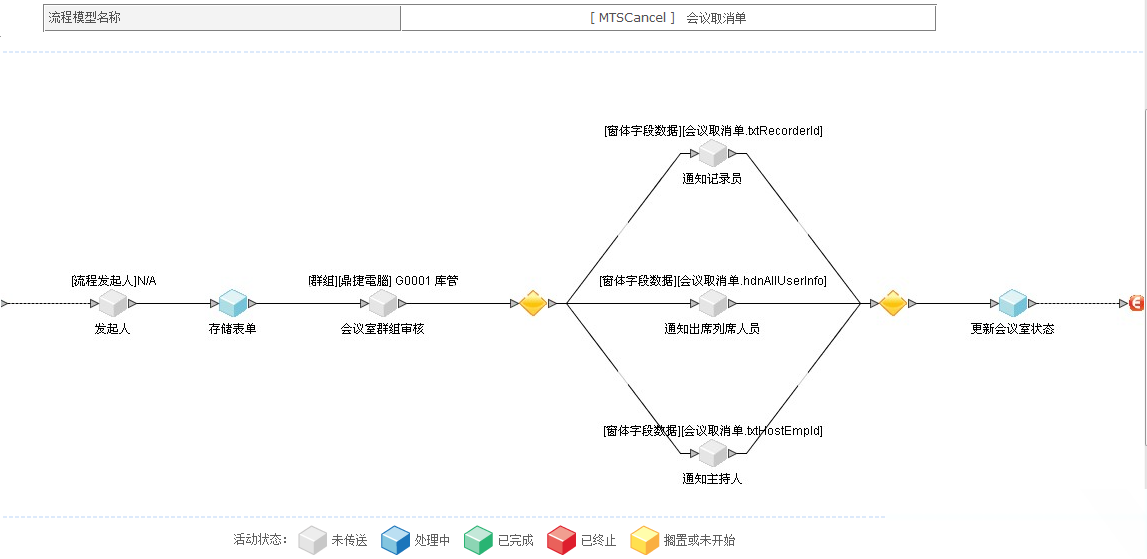 流程模型名称
[ MTSCancel ] 会议取消单
[窗体字段数据][会议取消单.txtRecorderId]
通知记录员
[流程发起人]N/A
[群组][鼎捷電腦] G0001 库管
[窗体字段数据][会议取消单.hdnAllUserInfo]
发起人
存储表单
会议室群组审核
通知出席列席人员
更新会议室状态
[窗体字段数据][会议取消单.txtHostEmpId]
通知主持人
活动状态：
未传送
处理中
已完成
已终止
搁置或未开始